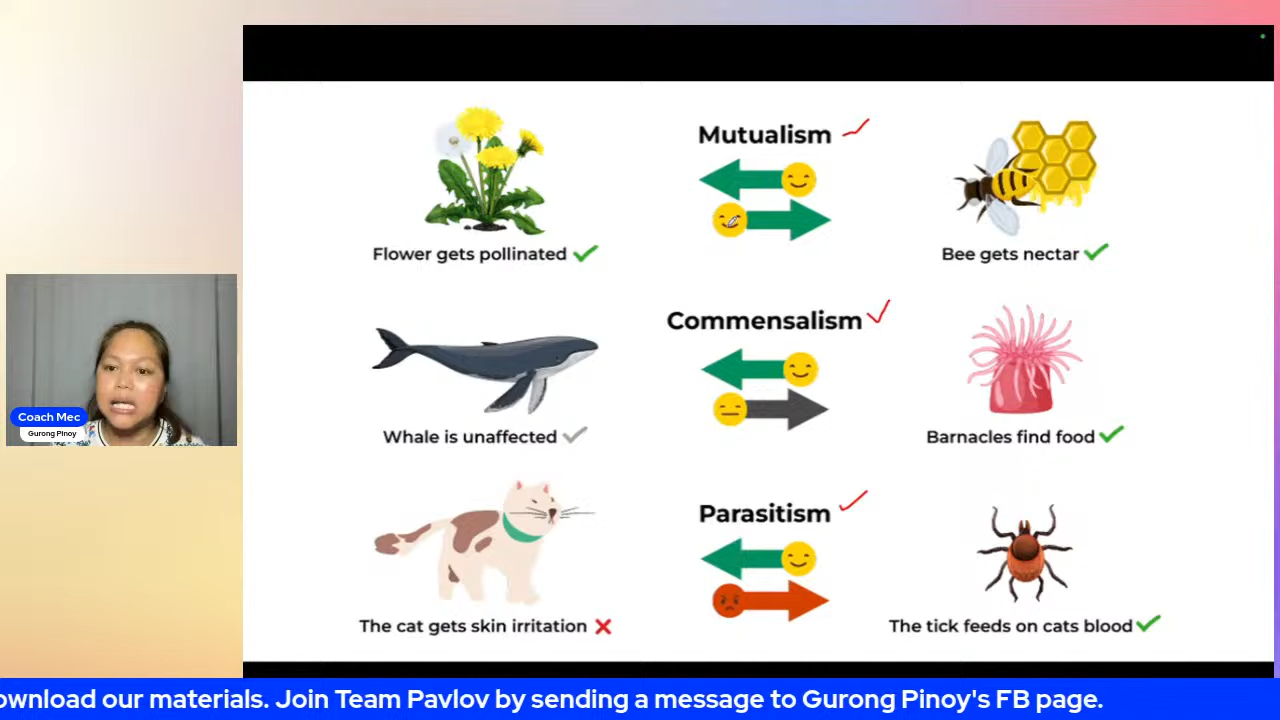 Mutualism
Flower gets pollinated
Bee gets nectar
Commensalism
Whale is unaffected
Barnacles find food
Parasitism
The cat gets skin irritation
The tick feeds on cats blood
Coach Mec
Gurong Pinoy
ownload our materials. Join Team Pavlov by sending a message to Gurong Pinoy's FB page.